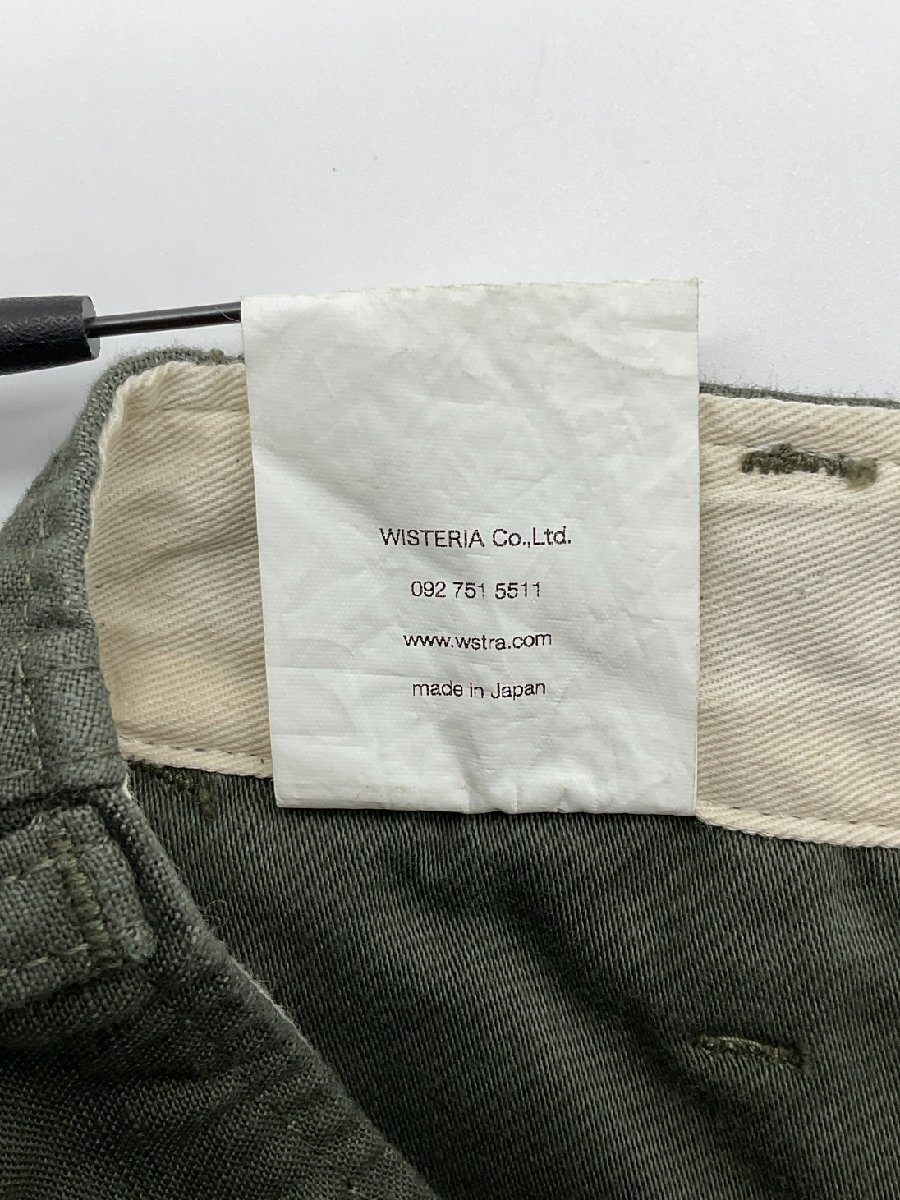 WISTERIA Co.,Ltd.
092 751 5511
www.wstra.com
made in Japan